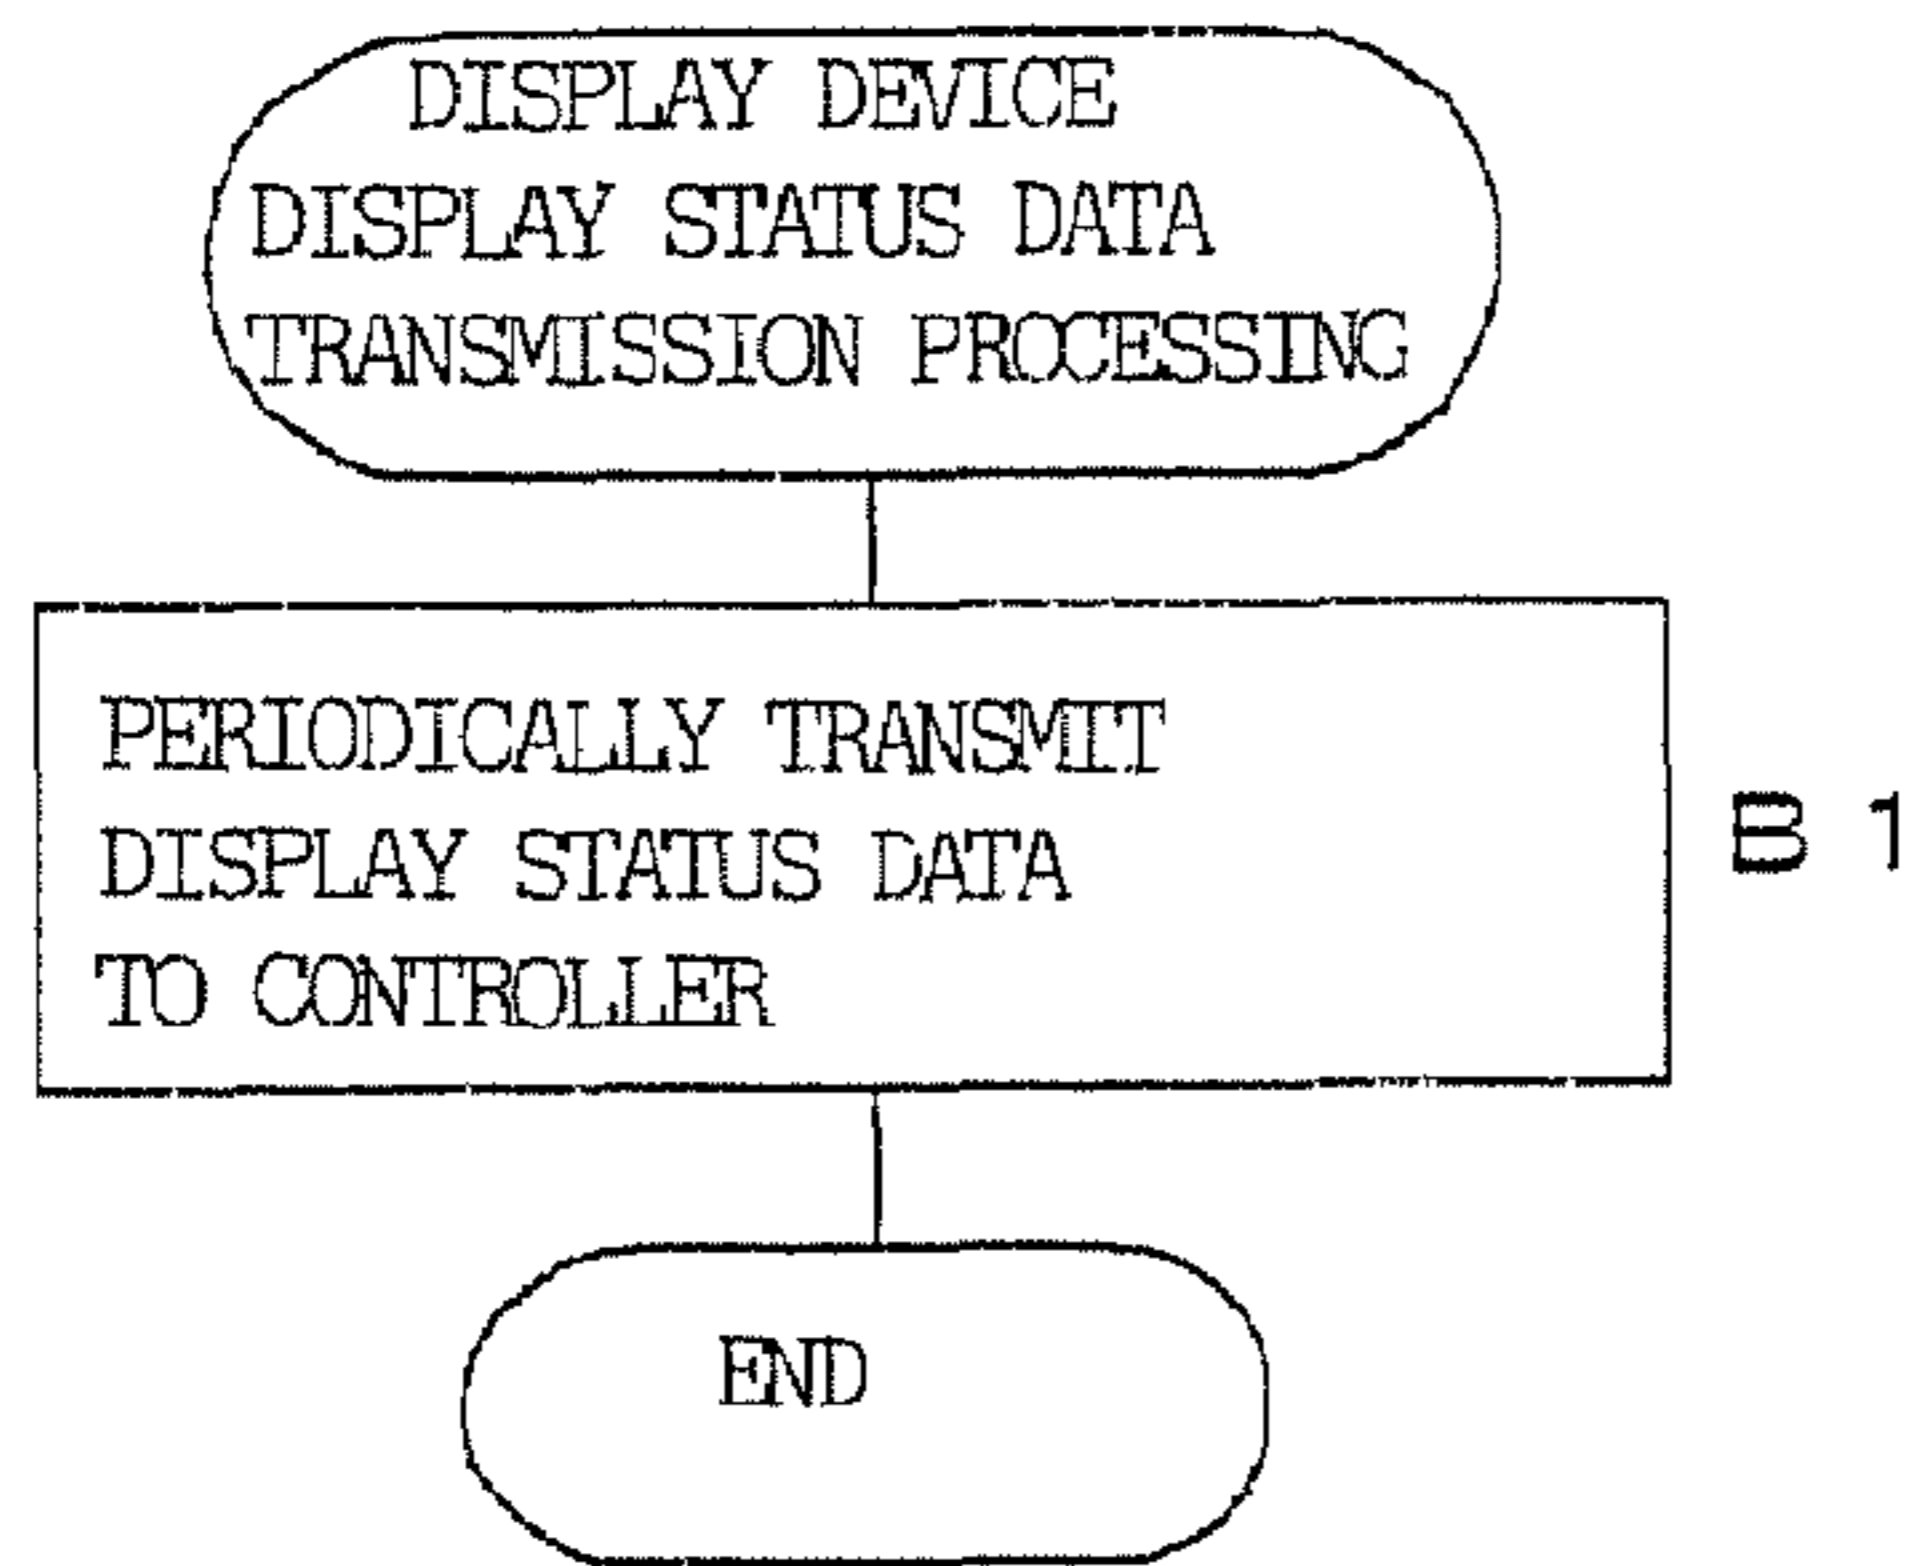 DISPLAY DEVICE
DISPLAY STATUS DATA
TRANSMISSION PROCESSING
PERIODICALLY TRANSMIT
DISPLAY STATUS DATA
TO CONTROLLER
B 1
END